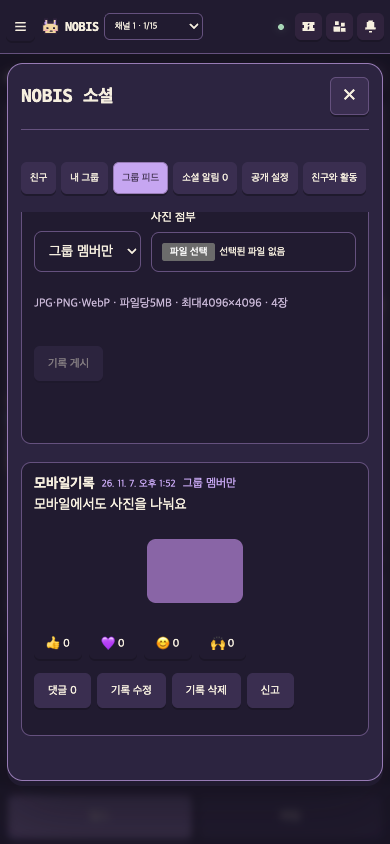 NOBIS 채널 1 · 1/15
NOBIS 소셜
친구 내 그룹 그룹 피드 소셜 알림 0 공개 설정 친구와 활동
사진 첨부
그룹 멤버만 파일 선택 선택된 파일 없음
JPG·PNG·WebP · 파일당5MB · 최대4096×4096 · 4장
기록 게시
모바일기록 26. 11. 7. 오후 1:52 그룹 멤버만
모바일에서도 사진을 나눠요
👍 0 💜 0 😊 0 🙌 0
댓글 0 기록 수정 기록 삭제 신고